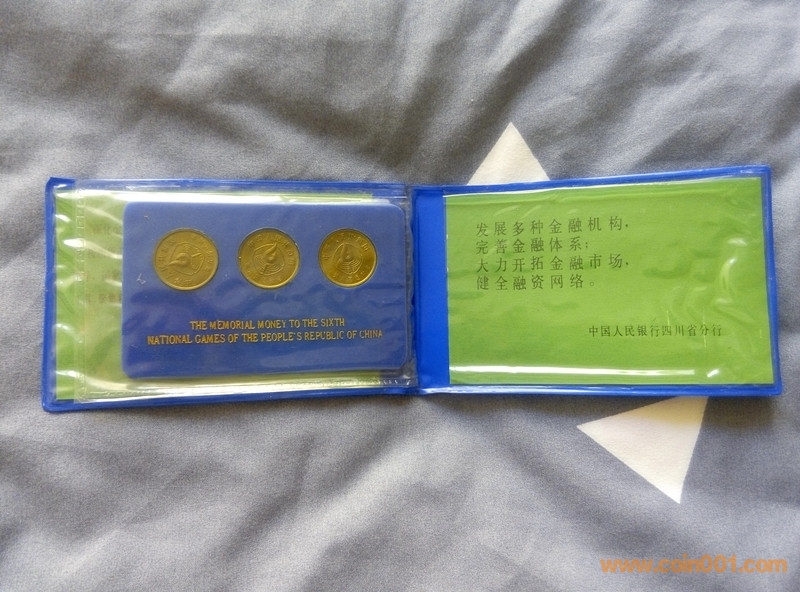 THE MEMORIAL MONEY TO THE SIXTH
NATIONAL GAMES OF THE PEOPLE'S REPUBLIC OF CHINA
发展多种金融机构,
完善金融体系;
大力开拓金融市场,
健全融资网络
中国人民银行四川省分行
www.coin001.com